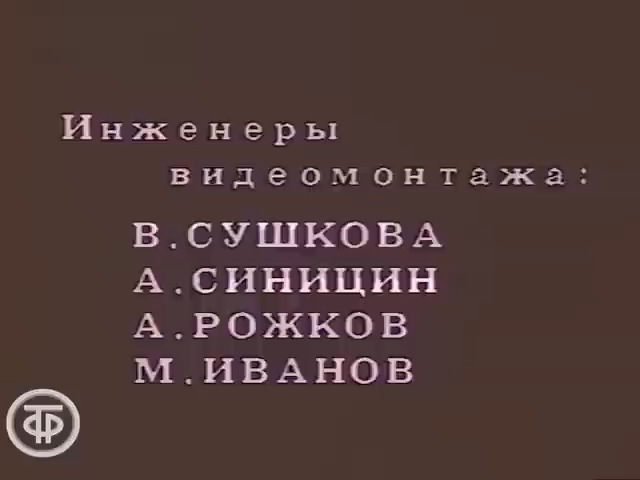 Инженеры
видеомонтажа:
В.СУШКОВА
А.СИНИЦИН
А.РОЖКОВ
М.ИВАНОВ